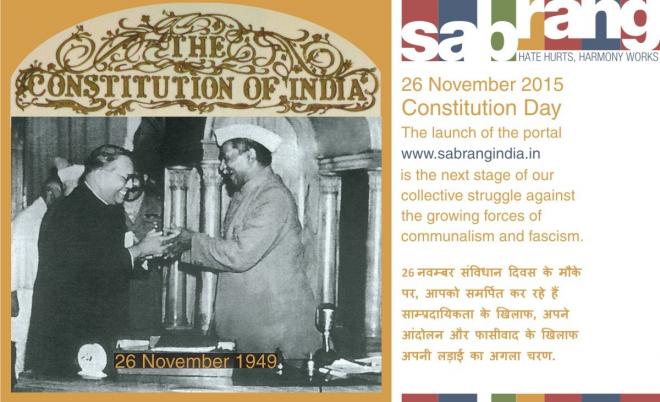 THE
CONSTITUTION OF INDIA
26 November 1949
sabrang
HATE HURTS, HARMONY WORKS
26 November 2015
Constitution Day
The launch of the portal
www.sabrangindia.in
is the next stage of our
collective struggle against
the growing forces of
communalism and fascism.
26 नवम्बर संविधान दिवस के मौके
पर, आपको समर्पित कर रहे हैं
साम्प्रदायिकता के खिलाफ, अपने
आंदोलन और फासीवाद के खिलाफ
अपनी लड़ाई का अगला चरण.